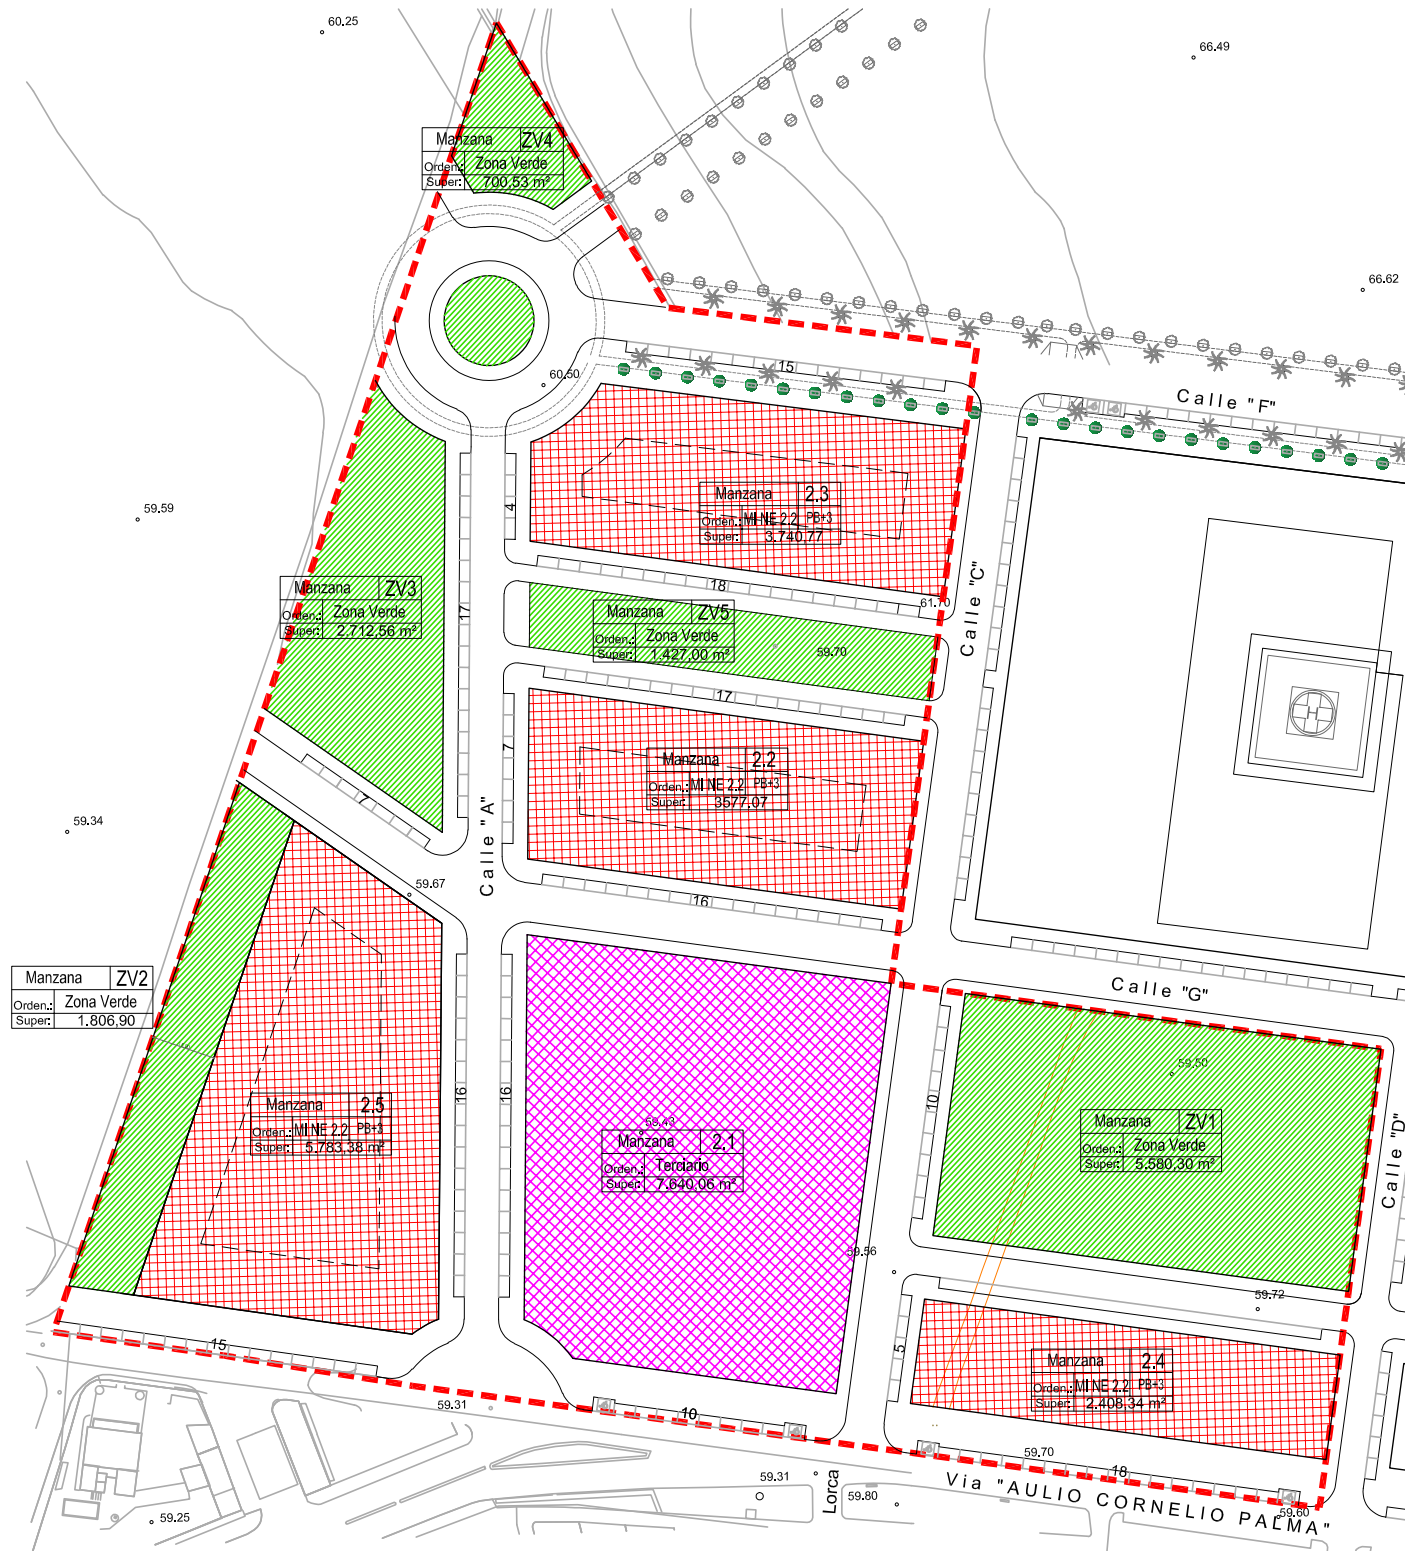 60.25
66.49
Manzana ZV4
Orden.: Zona Verde
Super: 700,53 m²
66.62
15
60.50
Calle "F"
Manzana 2.3
Orden.: MI NE 2.2 PB+3
Super: 3.740,77
4
59.59
18
61.70
Calle "C"
Manzana ZV3
Orden.: Zona Verde
Super: 2.712,56 m²
17
Manzana ZV5
Orden.: Zona Verde
Super: 1.427,00 m²
59.70
17
H
7
Manzana 2.2
Orden.: MI NE 2.2 PB+3
Super: 3577,07
7
59.34
Calle "A"
59.67
16
Manzana ZV2
Orden.: Zona Verde
Super: 1.806,90
Calle "G"
59.50
10
Manzana ZV1
Orden.: Zona Verde
Super: 5.580,30 m²
Calle "D"
16
16
Manzana 2.5
Orden.: MI NE 2.2 PB+3
Super: 5.783,38 m²
59.43
Manzana 2.1
Orden.: Terciario
Super: 7.640,06 m²
59.56
59.72
15
5
Manzana 2.4
Orden.: MI NE 2.2 PB+3
Super: 2.408,34 m²
59.31
10
59.70
18
59.31
Lorca
59.80
Via "AULIO CORNELIO PALMA"
59.60
59.25